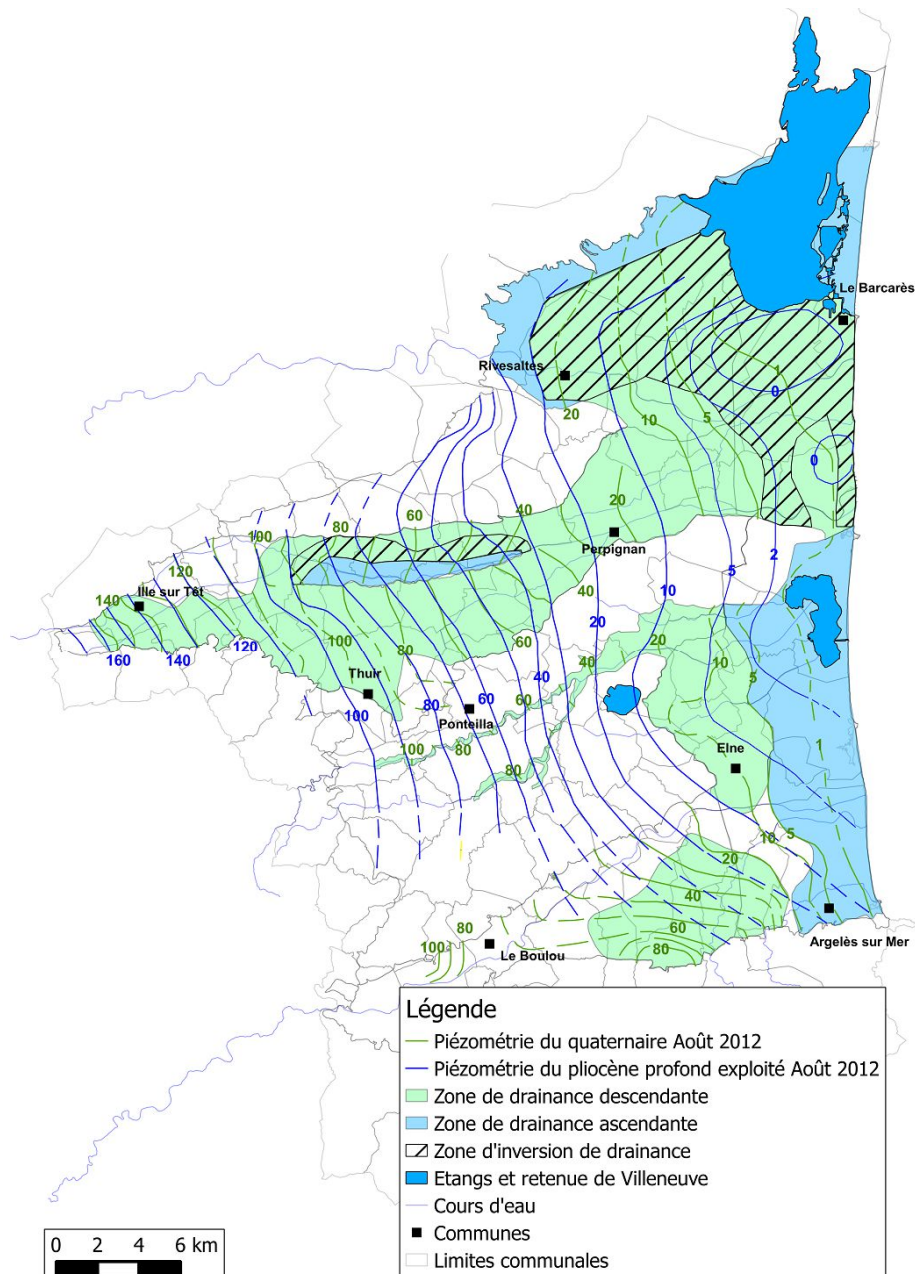 Le Barcarès
Rivesaltes
1
0
20
10
5
0
20
40
60
80
100
Perpignan
120
Ille sur Têt
140
2
5
10
20
40
20
60
10
5
160
140
120
100
80
Thuir
100
80
60
40
40
60
Ponteilla
100
80
80
Elne
1
5
10
20
40
60
80
80
100
Le Boulou
Argelès sur Mer
Légende
Piézométrie du quaternaire Août 2012
Piézométrie du pliocène profond exploité Août 2012
Zone de drainance descendante
Zone de drainance ascendante
Zone d'inversion de drainance
Etangs et retenue de Villeneuve
Cours d'eau
Communes
Limites communales
0 2 4 6 km